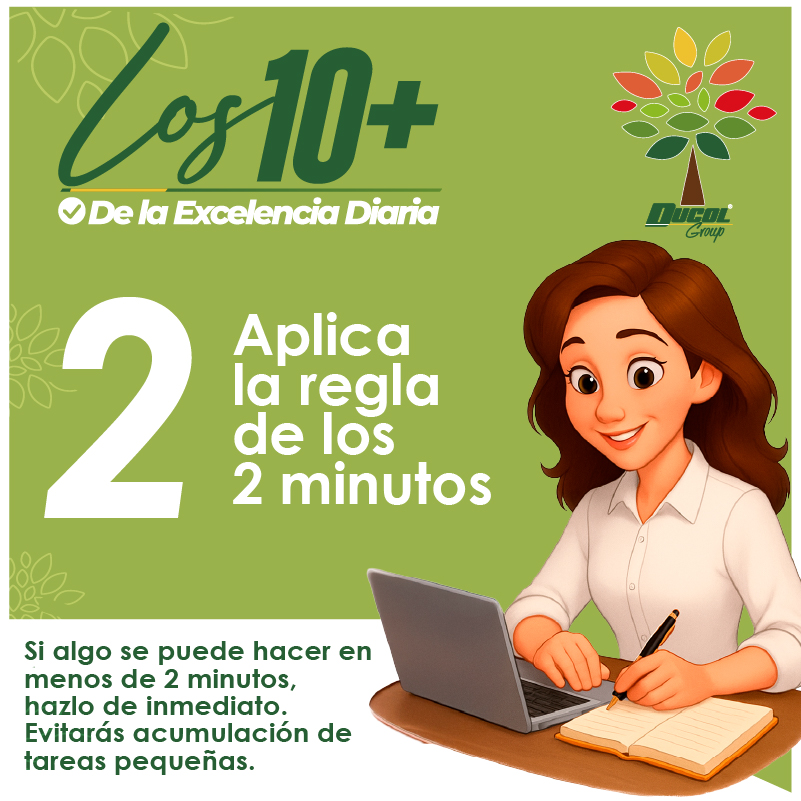 Los 10+
De la Excelencia Diaria
DUCOL®
Group
2
Aplica
la regla
de los
2 minutos
Si algo se puede hacer en
menos de 2 minutos,
hazlo de inmediato.
Evitarás acumulación de
tareas pequeñas.